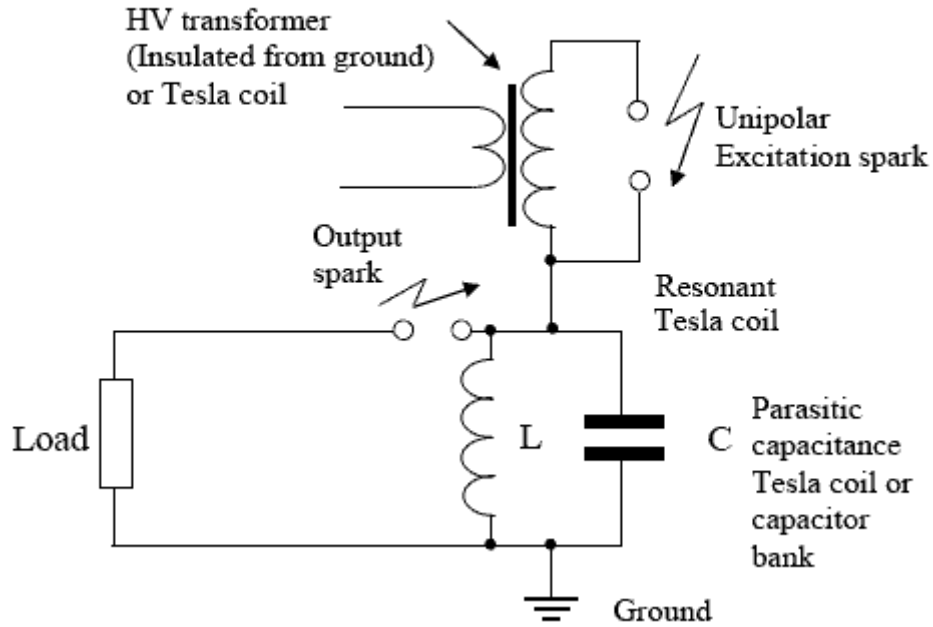 HV transformer
(Insulated from ground)
or Tesla coil
Unipolar
Excitation spark
Output
spark
Resonant
Tesla coil
Load
L
C
Parasitic
capacitance
Tesla coil or
capacitor
bank
Ground